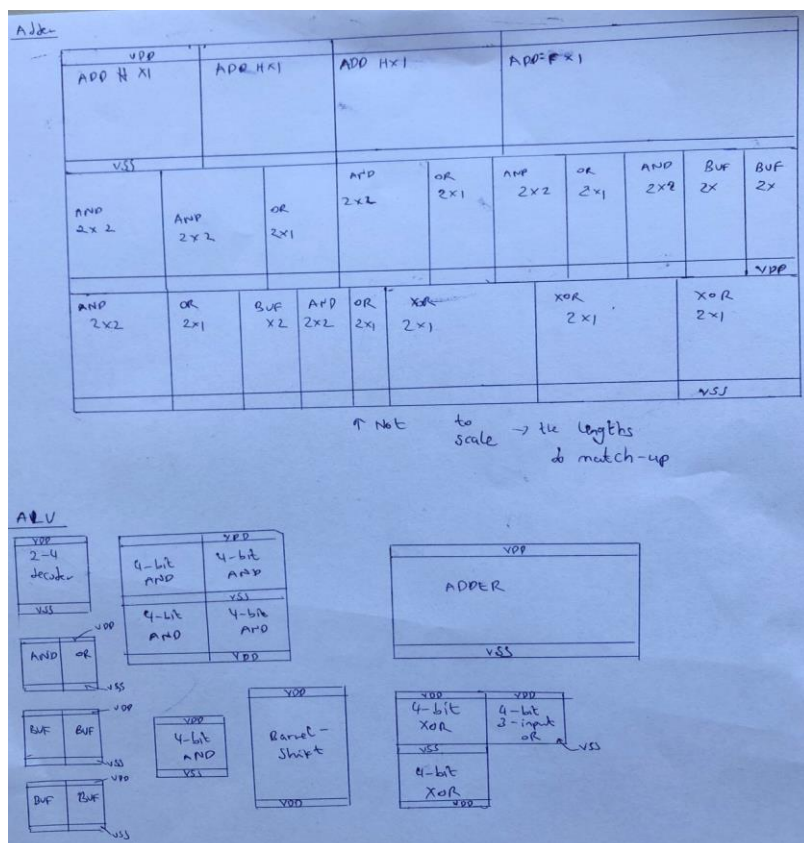 Adder
VDD
ADD H X1 ADD H X1 ADD H X1 ADD F X1
VSS
AND 2x2 AND 2x2 OR 2x1 AND 2x2 OR 2x1 AND 2x2 OR 2x1 AND 2x2 BUF 2x BUF 2x
VDD
AND 2x2 OR 2x1 BUF x2 AND 2x2 OR 2x1 XOR 2x1 XOR 2x1 XOR 2x1
VSS
↑ Not to scale → the lengths
do match-up
ALU
VDD
2-4
decoder
VSS
VDD
4-bit AND 4-bit AND
VSS
4-bit AND 4-bit AND
VDD
VDD
ADDER
VSS
VDD
AND OR
VSS
VDD
BUF BUF
VSS
VDD
BUF BUF
VSS
VDD
4-bit
AND
VSS
VDD
Barrel-
Shift
VDD
VDD VDD
4-bit XOR 4-bit 3-input OR
VSS VSS
4-bit
XOR
VDD